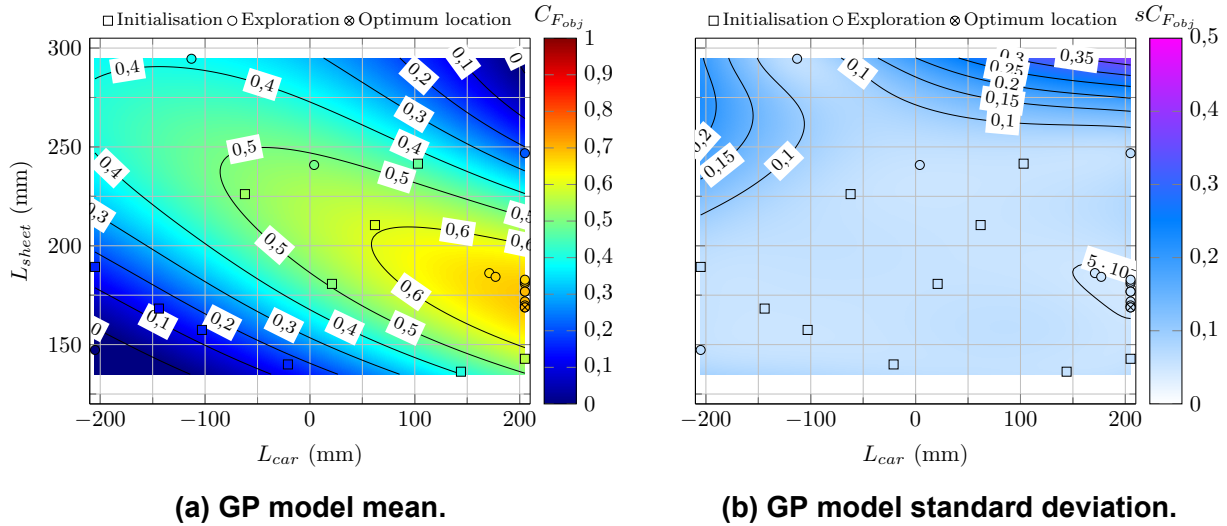 □ Initialisation ○ Exploration ⊗ Optimum location
C_{F_{obj}}
300
250
200
150
L_{sheet} (mm)
−200 −100 0 100 200
L_{car} (mm)
0,4 0,4 0,2 0,1 0
0,3
0,4 0,5 0,4
0,5
0,3 0,5
0,6 0,6
0,5
0,6
0 0,1 0,2 0,3 0,4 0,5
1
0,9
0,8
0,7
0,6
0,5
0,4
0,3
0,2
0,1
0
(a) GP model mean.
□ Initialisation ○ Exploration ⊗ Optimum location
sC_{F_{obj}}
−200 −100 0 100 200
L_{car} (mm)
0,1 0,3 0,35
0,25
0,2
0,15
0,1
0,2
0,15 0,1
5 · 10
0,5
0,4
0,3
0,2
0,1
0
(b) GP model standard deviation.